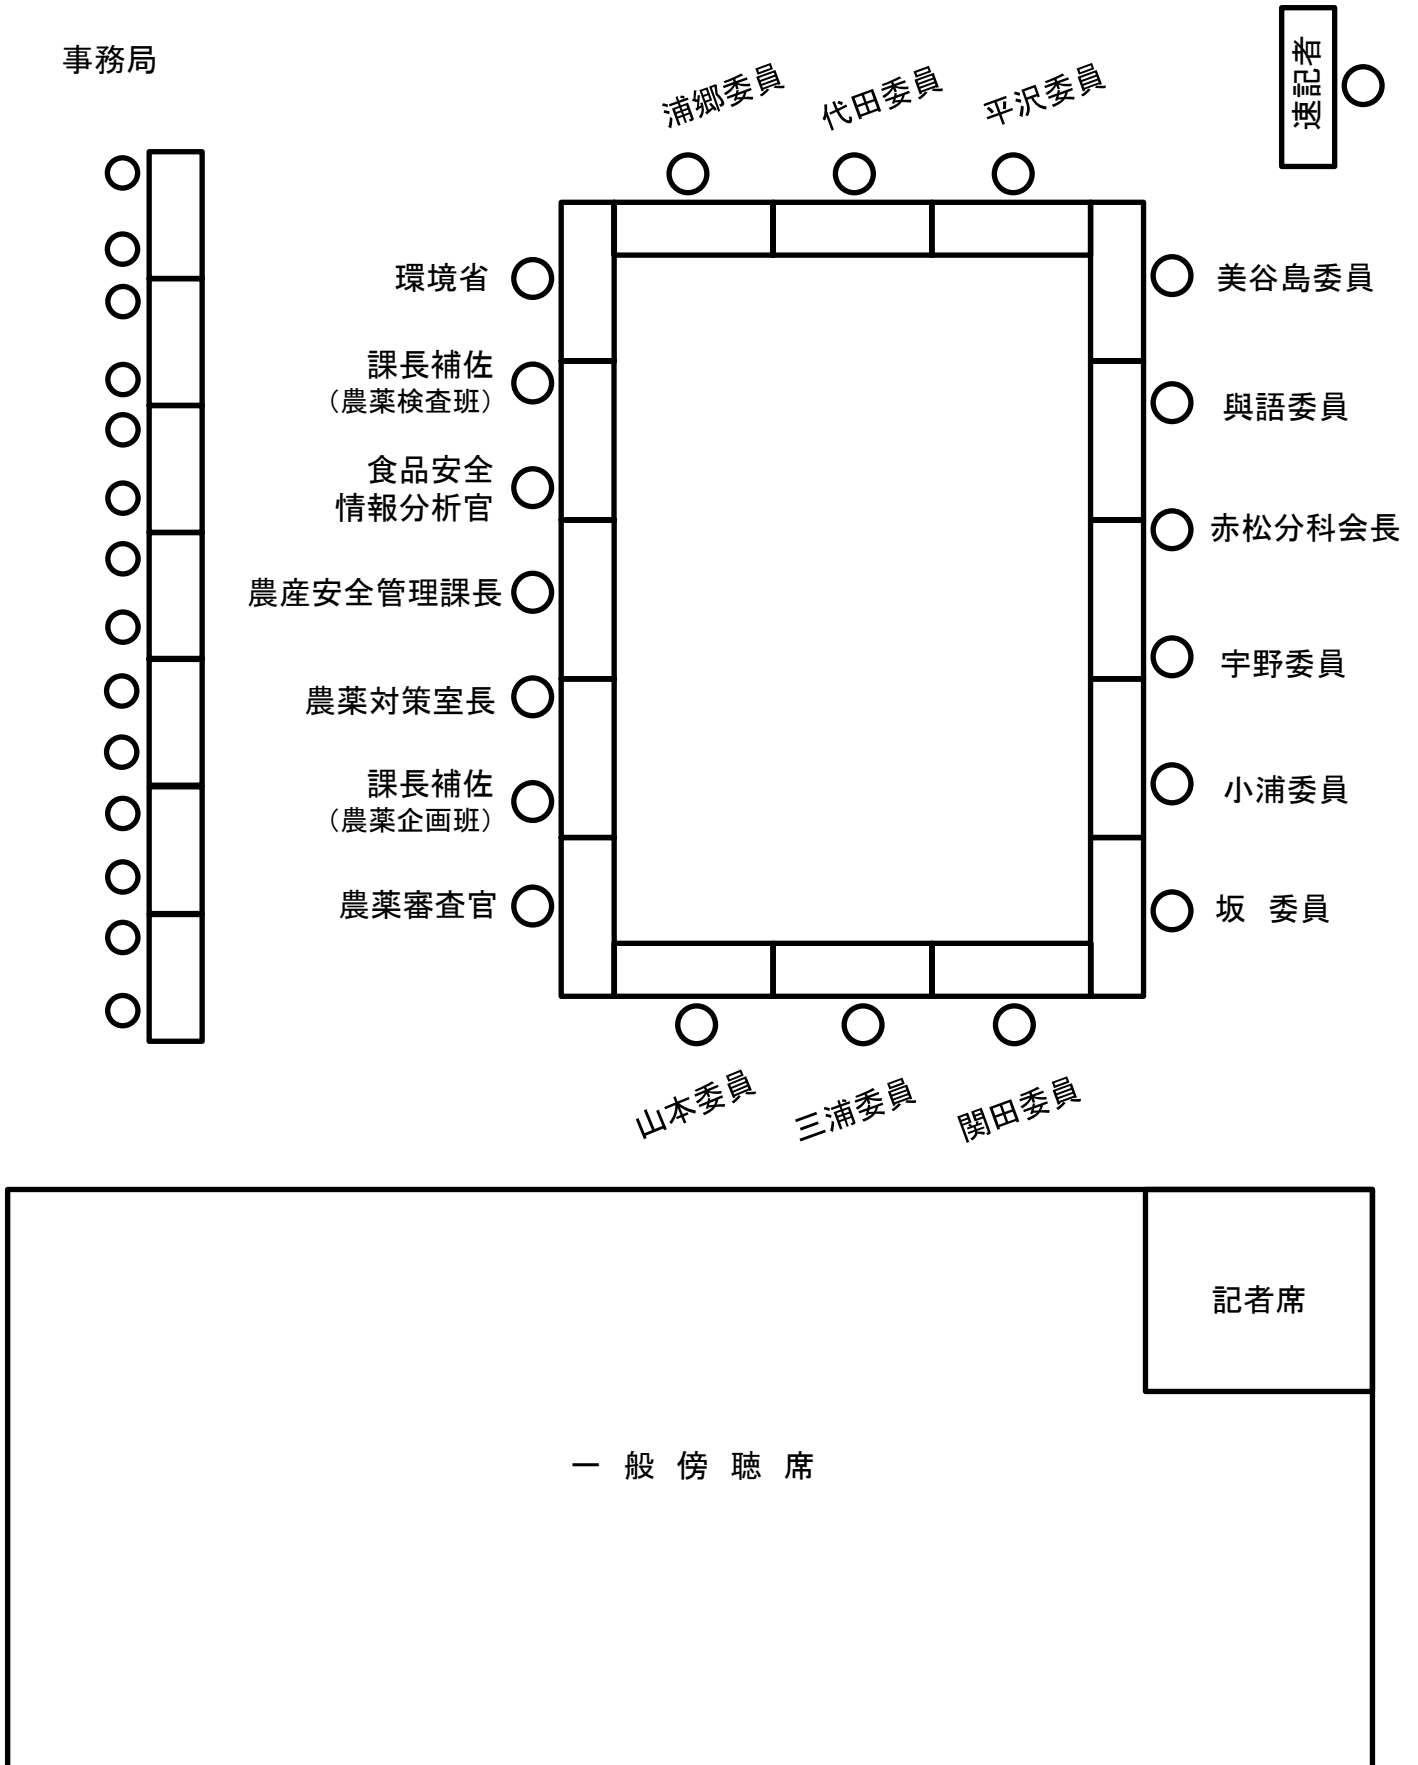 事務局
速記者
浦郷委員
代田委員
平沢委員
環境省
課長補佐
（農薬検査班）
食品安全
情報分析官
農産安全管理課長
農薬対策室長
課長補佐
（農薬企画班）
農薬審査官
美谷島委員
與語委員
赤松分科会長
宇野委員
小浦委員
坂　委員
山本委員
三浦委員
関田委員
記者席
一 般 傍 聴 席